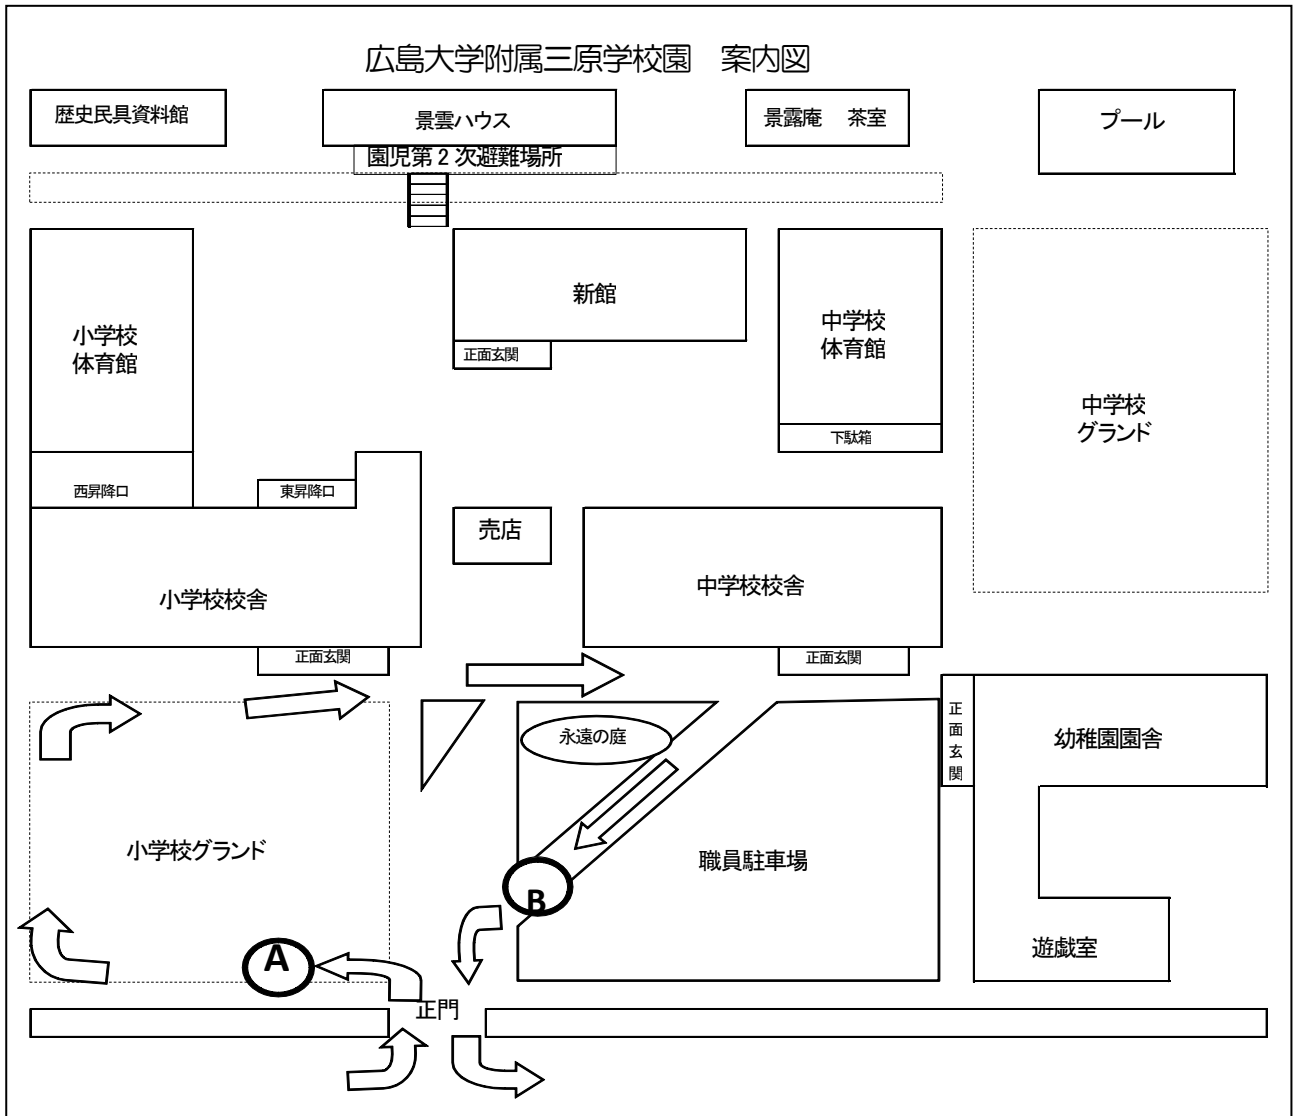 広島大学附属三原学校園　案内図
歴史民具資料館
景雲ハウス
景露庵　茶室
プール
園児第2次避難場所
新館
小学校
体育館
中学校
体育館
正面玄関
中学校
グランド
下駄箱
西昇降口
東昇降口
売店
小学校校舎
中学校校舎
正面玄関
正面玄関
正面玄関
永遠の庭
幼稚園園舎
小学校グランド
職員駐車場
B
A
遊戯室
正門